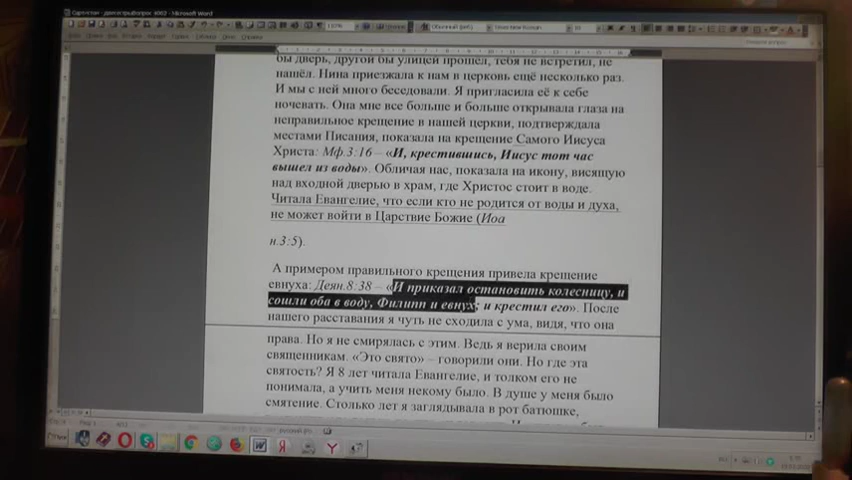 Microsoft Word
бы дверь, другой бы улицей прошёл, тебя не встретил, не
нашёл. Нина приезжала к нам в церковь ещё несколько раз.
И мы с ней много беседовали. Я пригласила её к себе
ночевать. Она мне все больше и больше открывала глаза на
неправильное крещение в нашей церкви, подтверждала
местами Писания, показала на крещение Самого Иисуса
Христа: Мф.3:16 – «И, крестившись, Иисус тот час
вышел из воды». Обличая нас, показала на икону, висящую
над входной дверью в храм, где Христос стоит в воде.
Читала Евангелие, что если кто не родится от воды и духа,
не может войти в Царствие Божие (Иоа
н.3:5).
А примером правильного крещения привела крещение
евнуха: Деян.8:38 – «И приказал остановить колесницу, и
сошли оба в воду, Филипп и евнух; и крестил его». После
нашего расставания я чуть не сходила с ума, видя, что она
права. Но я не смирялась с этим. Ведь я верила своим
священникам. «Это свято» – говорили они. Но где эта
святость? Я 8 лет читала Евангелие, и толком его не
понимала, а учить меня некому было. В душе у меня было
смятение. Столько лет я заглядывала в рот батюшке,